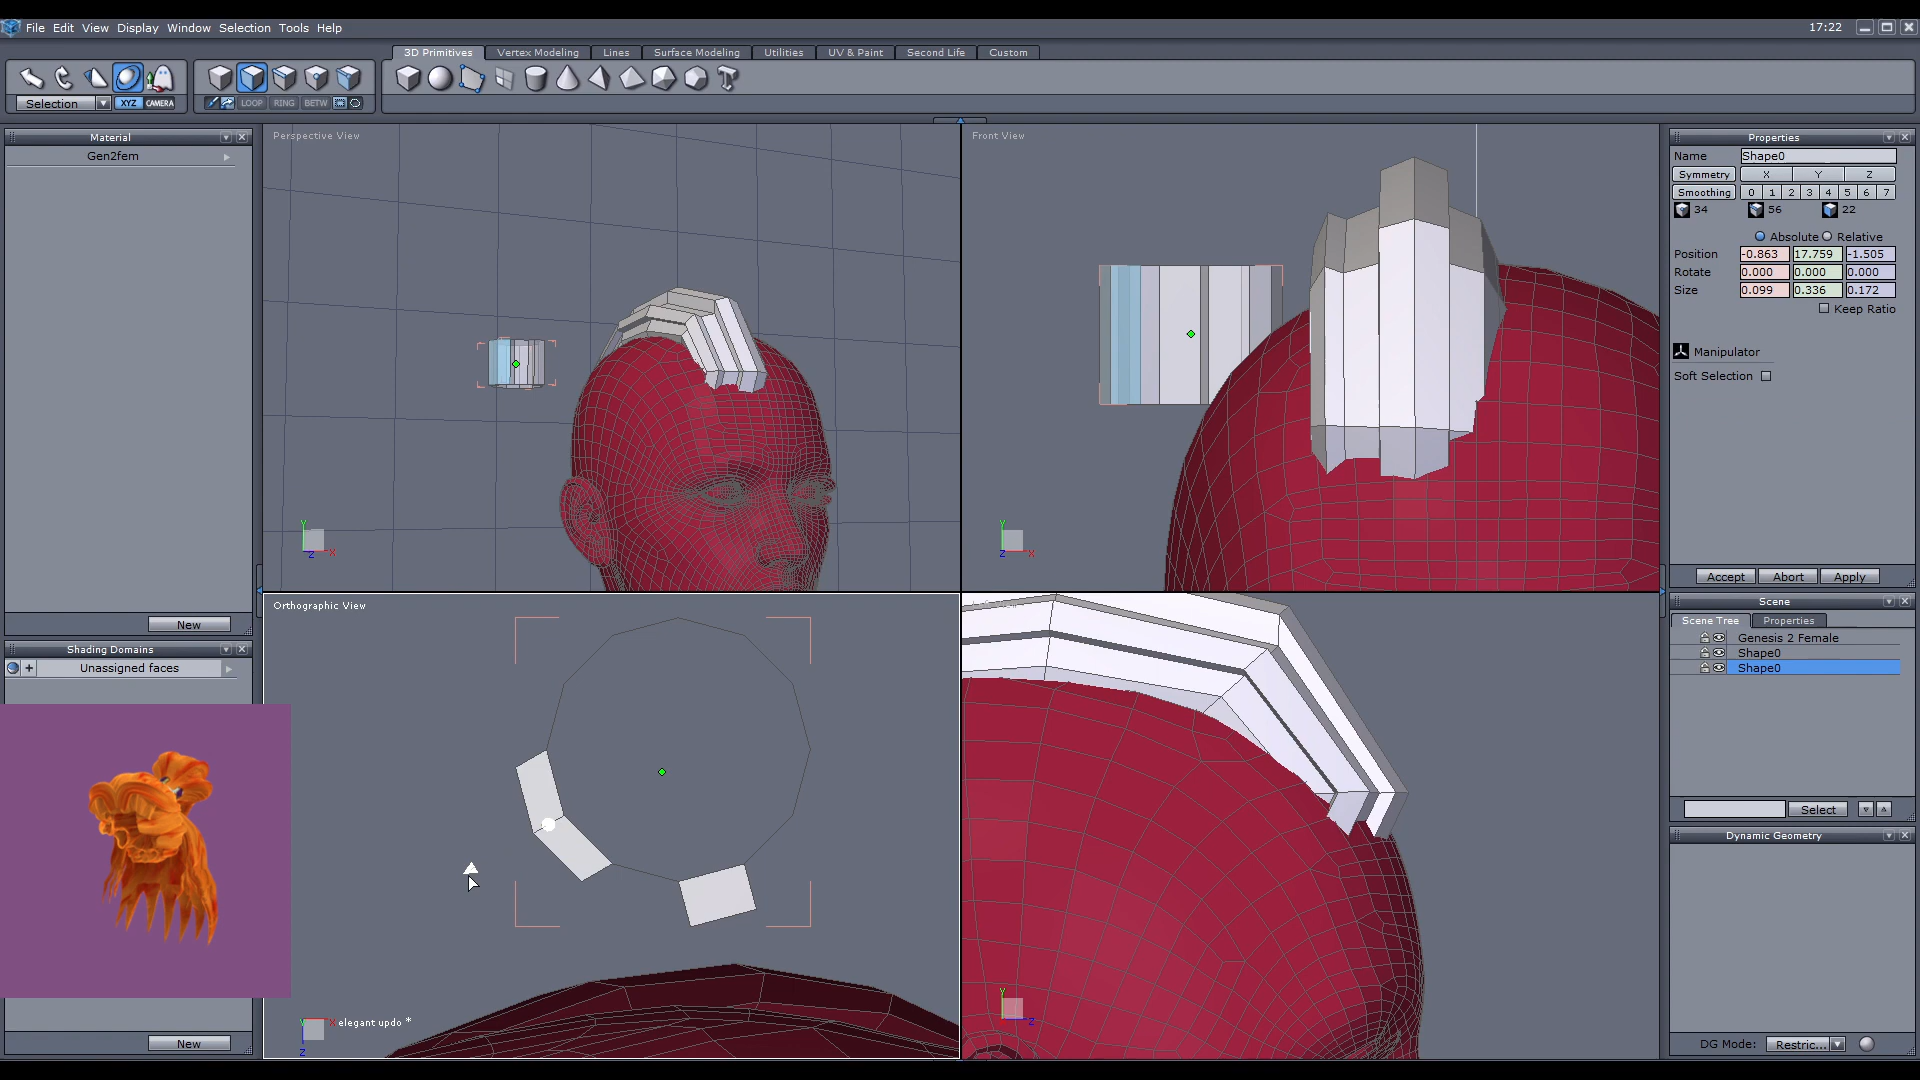 File Edit View Display Window Selection Tools Help 17:22
3D Primitives Vertex Modeling Lines Surface Modeling Utilities UV & Paint Second Life Custom
Selection XYZ CAMERA LOOP RING BETW
Material
Gen2fem
New
Shading Domains
Unassigned faces
New
Perspective View
Y
Z X
Front View
Y
Z X
Orthographic View
Y X elegant updo *
Z
Y
Z
Properties
Name Shape0
Symmetry X Y Z
Smoothing 0 1 2 3 4 5 6 7
34 56 22
Absolute Relative
Position -0.863 17.759 -1.505
Rotate 0.000 0.000 0.000
Size 0.099 0.336 0.172
Keep Ratio
Manipulator
Soft Selection
Accept Abort Apply
Scene
Scene Tree Properties
Genesis 2 Female
Shape0
Shape0
Select
Dynamic Geometry
DG Mode: Restric...